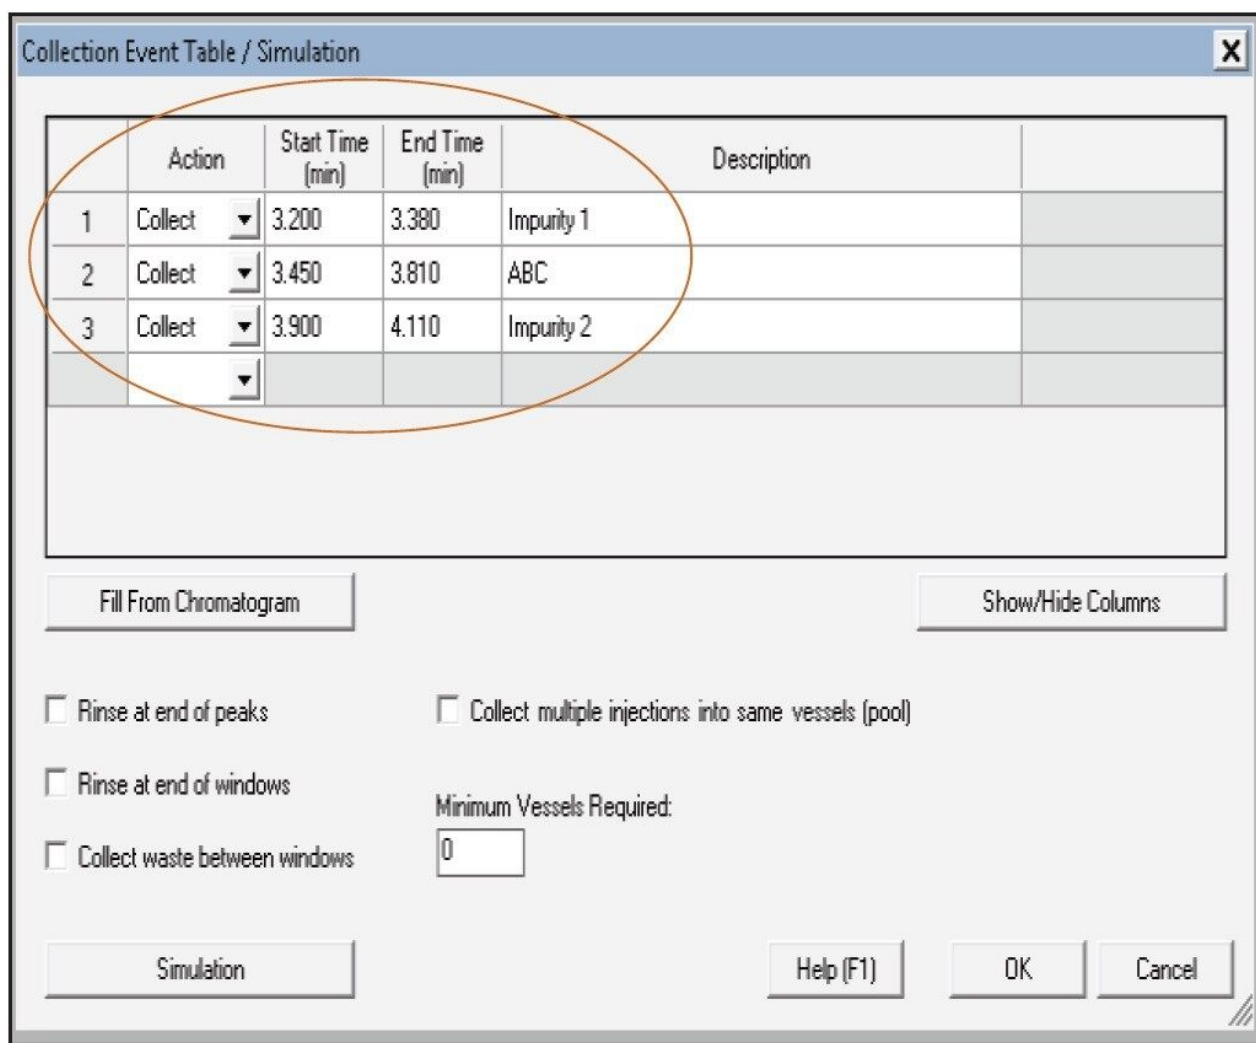 Collection Event Table / Simulation
X
Action Start Time (min) End Time (min) Description
1 Collect 3.200 3.380 Impurity 1
2 Collect 3.450 3.810 ABC
3 Collect 3.900 4.110 Impurity 2
Fill From Chromatogram Show/Hide Columns
Rinse at end of peaks Collect multiple injections into same vessels (pool)
Rinse at end of windows
Minimum Vessels Required:
Collect waste between windows 0
Simulation Help (F1) OK Cancel